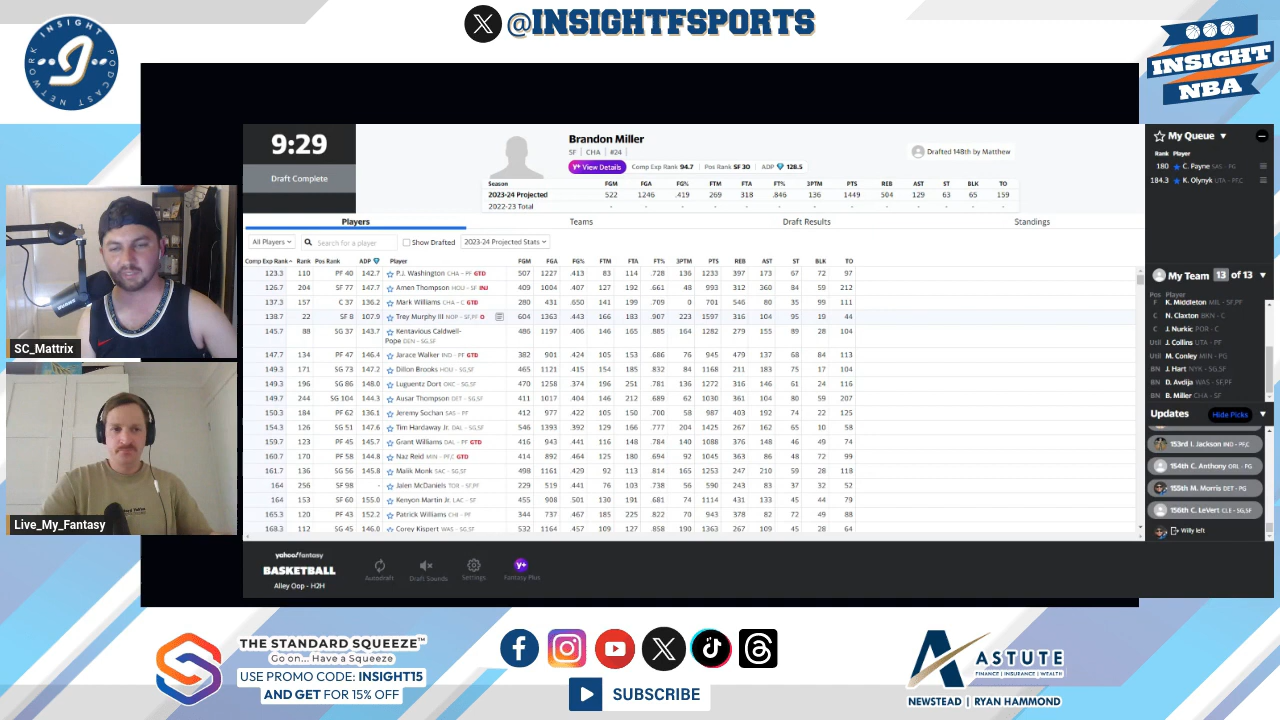 @INSIGHTFSPORTS
INSIGHT
PODCAST NETWORK
INSIGHT
NBA
9:29
Draft Complete
Brandon Miller
SF CHA #24
y+ View Details Comp Exp Rank 94.7 Pos Rank SF 30 ADP 128.5
Drafted 148th by Matthew
Season FGM FGA FG% FTM FTA FT% 3PTM PTS REB AST ST BLK TO
2023-24 Projected 522 1246 .419 269 318 .846 136 1449 504 129 63 65 159
2022-23 Total - - - - - - - - - - - - -
Players Teams Draft Results Standings
All Players Search for a player Show Drafted 2023-24 Projected Stats
Comp Exp Rank Rank Pos Rank ADP Player FGM FGA FG% FTM FTA FT% 3PTM PTS REB AST ST BLK TO
123.3 110 PF 40 142.7 P.J. Washington CHA - PF GTD 507 1227 .413 83 114 .728 136 1233 397 173 67 72 97
126.7 204 SF 77 147.7 Amen Thompson HOU - SF INJ 409 1004 .407 127 192 .661 48 993 312 360 84 59 212
137.3 157 C 37 136.2 Mark Williams CHA - C GTD 280 431 .650 141 199 .709 0 701 546 80 35 99 111
138.7 22 SF 8 107.9 Trey Murphy III NOP - SF,PF O 604 1363 .443 166 183 .907 223 1597 316 104 95 19 44
145.7 88 SG 37 143.7 Kentavious Caldwell-Pope DEN - SG,SF 486 1197 .406 146 165 .885 164 1282 279 155 89 28 104
147.7 134 PF 47 146.4 Jarace Walker IND - PF GTD 382 901 .424 105 153 .686 76 945 479 137 68 84 113
149.3 171 SG 73 147.2 Dillon Brooks HOU - SG,SF 465 1121 .415 154 185 .832 84 1168 211 183 75 17 104
149.3 196 SG 86 148.0 Luguentz Dort OKC - SG,SF 470 1258 .374 196 251 .781 136 1272 316 146 61 24 116
149.7 244 SG 104 144.3 Ausar Thompson DET - SG,SF 411 1017 .404 146 212 .689 62 1030 361 104 80 59 207
150.3 184 PF 62 136.1 Jeremy Sochan SAS - PF 412 977 .422 105 150 .700 58 987 403 192 74 22 125
154.3 126 SG 51 147.6 Tim Hardaway Jr. DAL - SG,SF 546 1393 .392 129 166 .777 204 1425 267 162 65 10 58
159.7 123 PF 45 145.7 Grant Williams DAL - PF GTD 416 943 .441 116 148 .784 140 1088 376 148 46 49 74
160.7 170 PF 58 144.8 Naz Reid MIN - PF,C GTD 414 892 .464 125 180 .694 92 1045 363 86 48 72 99
161.7 136 SG 56 145.8 Malik Monk SAC - SG,SF 498 1161 .429 92 113 .814 165 1253 247 210 59 28 118
164 256 SF 98 - Jalen McDaniels TOR - SF,PF 229 519 .441 76 103 .738 56 590 243 83 37 32 52
164 153 SF 60 155.0 Kenyon Martin Jr. LAC - SF 455 908 .501 130 191 .681 74 1114 431 133 45 44 79
165.3 120 PF 43 152.2 Patrick Williams CHI - PF 344 737 .467 185 225 .822 70 943 378 82 72 49 88
168.3 112 SG 45 146.0 Corey Kispert WAS - SG,SF 532 1164 .457 109 127 .858 190 1363 267 109 45 28 64
My Queue
Rank Player
180 C. Payne SAS - PG
184.3 K. Olynyk UTA - PF,C
My Team 13 of 13
Pos Player
F K. Middleton MIL - SF,PF
C N. Claxton BKN - C
C J. Nurkic POR - C
Util J. Collins UTA - PF
Util M. Conley MIN - PG
BN J. Hart NYK - SG,SF
BN D. Avdija WAS - SF,PF
BN B. Miller CHA - SF
Updates Hide Picks
153rd I. Jackson IND - PF,C
154th C. Anthony ORL - PG
155th M. Morris DET - PG
156th C. LeVert CLE - SG,SF
Willy left
SC_Mattrix
Live_My_Fantasy
yahoo!fantasy
BASKETBALL
Alley Oop - H2H
Autodraft
Draft Sounds
Settings
y+
Fantasy Plus
THE STANDARD SQUEEZE™
Go on... Have a Squeeze
USE PROMO CODE: INSIGHT15
AND GET FOR 15% OFF
SUBSCRIBE
ASTUTE
FINANCE | INSURANCE | WEALTH
NEWSTEAD | RYAN HAMMOND